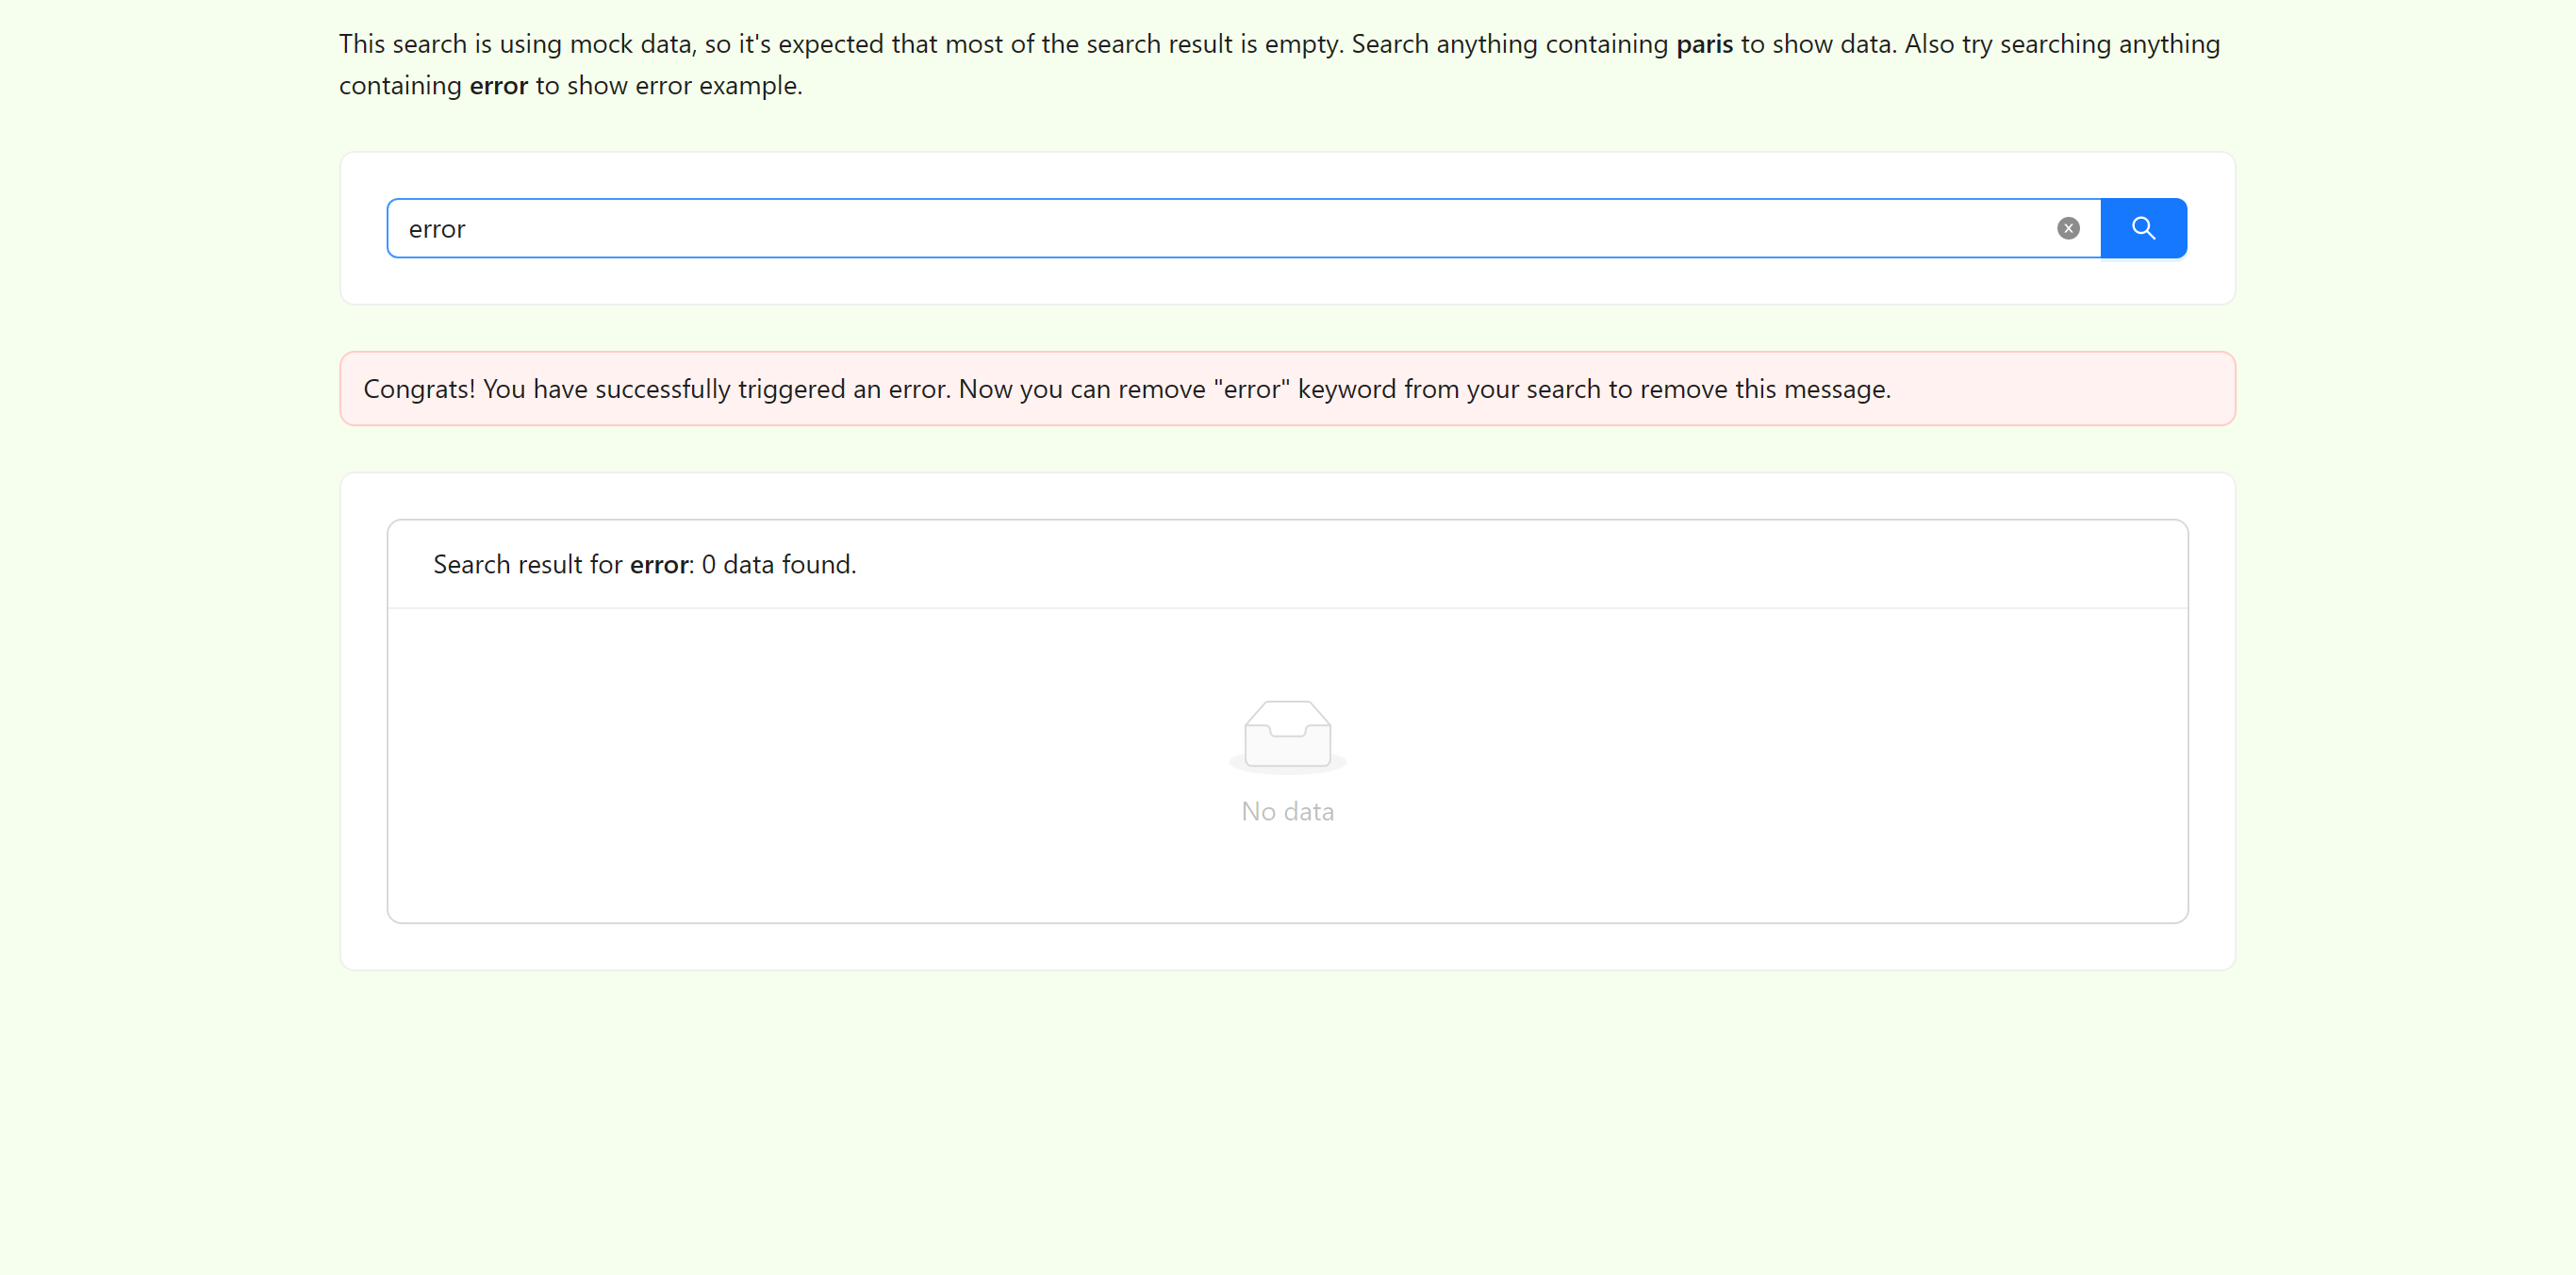 This search is using mock data, so it's expected that most of the search result is empty. Search anything containing paris to show data. Also try searching anything
containing error to show error example.
error
Congrats! You have successfully triggered an error. Now you can remove "error" keyword from your search to remove this message.
Search result for error: 0 data found.
No data